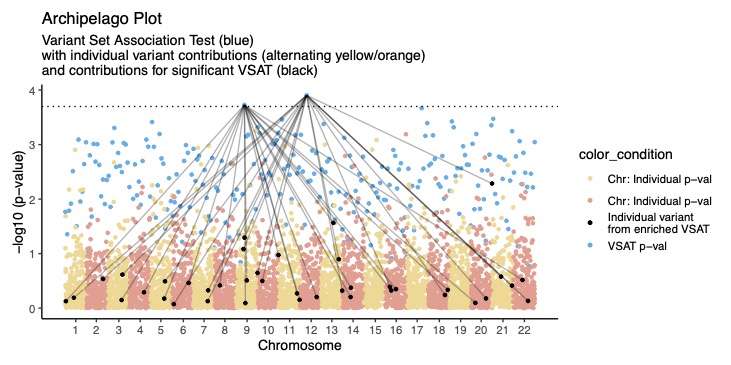 Archipelago Plot
Variant Set Association Test (blue)
with individual variant contributions (alternating yellow/orange)
and contributions for significant VSAT (black)
−log10 (p−value)
4
3
2
1
0
1 2 3 4 5 6 7 8 9 10 11 12 13 14 15 16 18 20 21 22
Chromosome
color_condition
Chr: Individual p−val
Chr: Individual p−val
Individual variant
from enriched VSAT
VSAT p−val